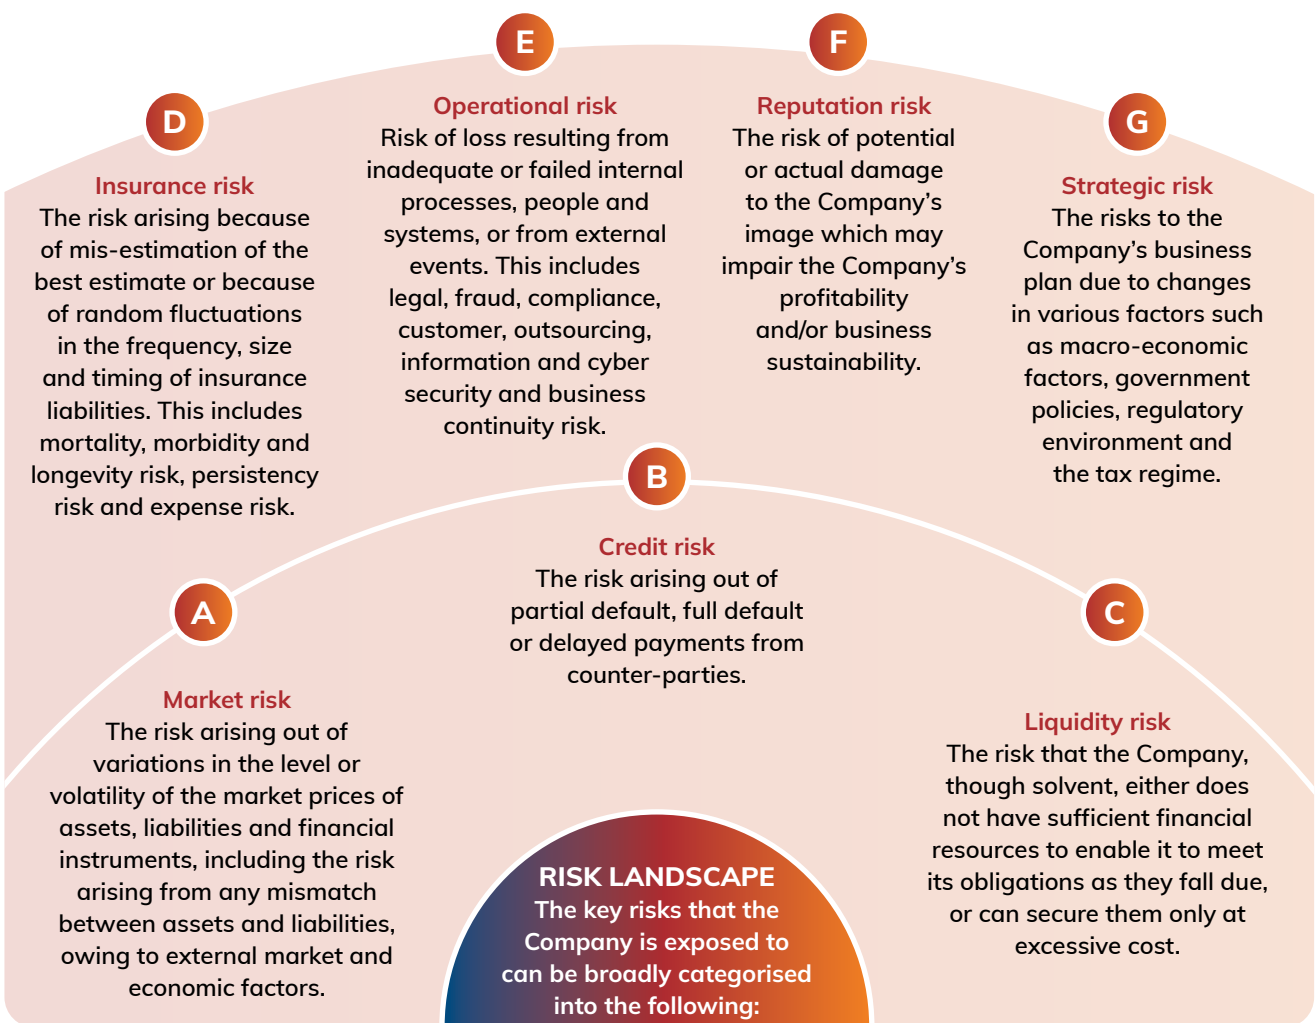 RISK LANDSCAPE
The key risks that the
Company is exposed to
can be broadly categorised
into the following:
A
Market risk
The risk arising out of
variations in the level or
volatility of the market prices of
assets, liabilities and financial
instruments, including the risk
arising from any mismatch
between assets and liabilities,
owing to external market and
economic factors.
B
Credit risk
The risk arising out of
partial default, full default
or delayed payments from
counter-parties.
C
Liquidity risk
The risk that the Company,
though solvent, either does
not have sufficient financial
resources to enable it to meet
its obligations as they fall due,
or can secure them only at
excessive cost.
D
Insurance risk
The risk arising because
of mis-estimation of the
best estimate or because
of random fluctuations
in the frequency, size
and timing of insurance
liabilities. This includes
mortality, morbidity and
longevity risk, persistency
risk and expense risk.
E
Operational risk
Risk of loss resulting from
inadequate or failed internal
processes, people and
systems, or from external
events. This includes
legal, fraud, compliance,
customer, outsourcing,
information and cyber
security and business
continuity risk.
F
Reputation risk
The risk of potential
or actual damage
to the Company’s
image which may
impair the Company’s
profitability
and/or business
sustainability.
G
Strategic risk
The risks to the
Company’s business
plan due to changes
in various factors such
as macro-economic
factors, government
policies, regulatory
environment and
the tax regime.